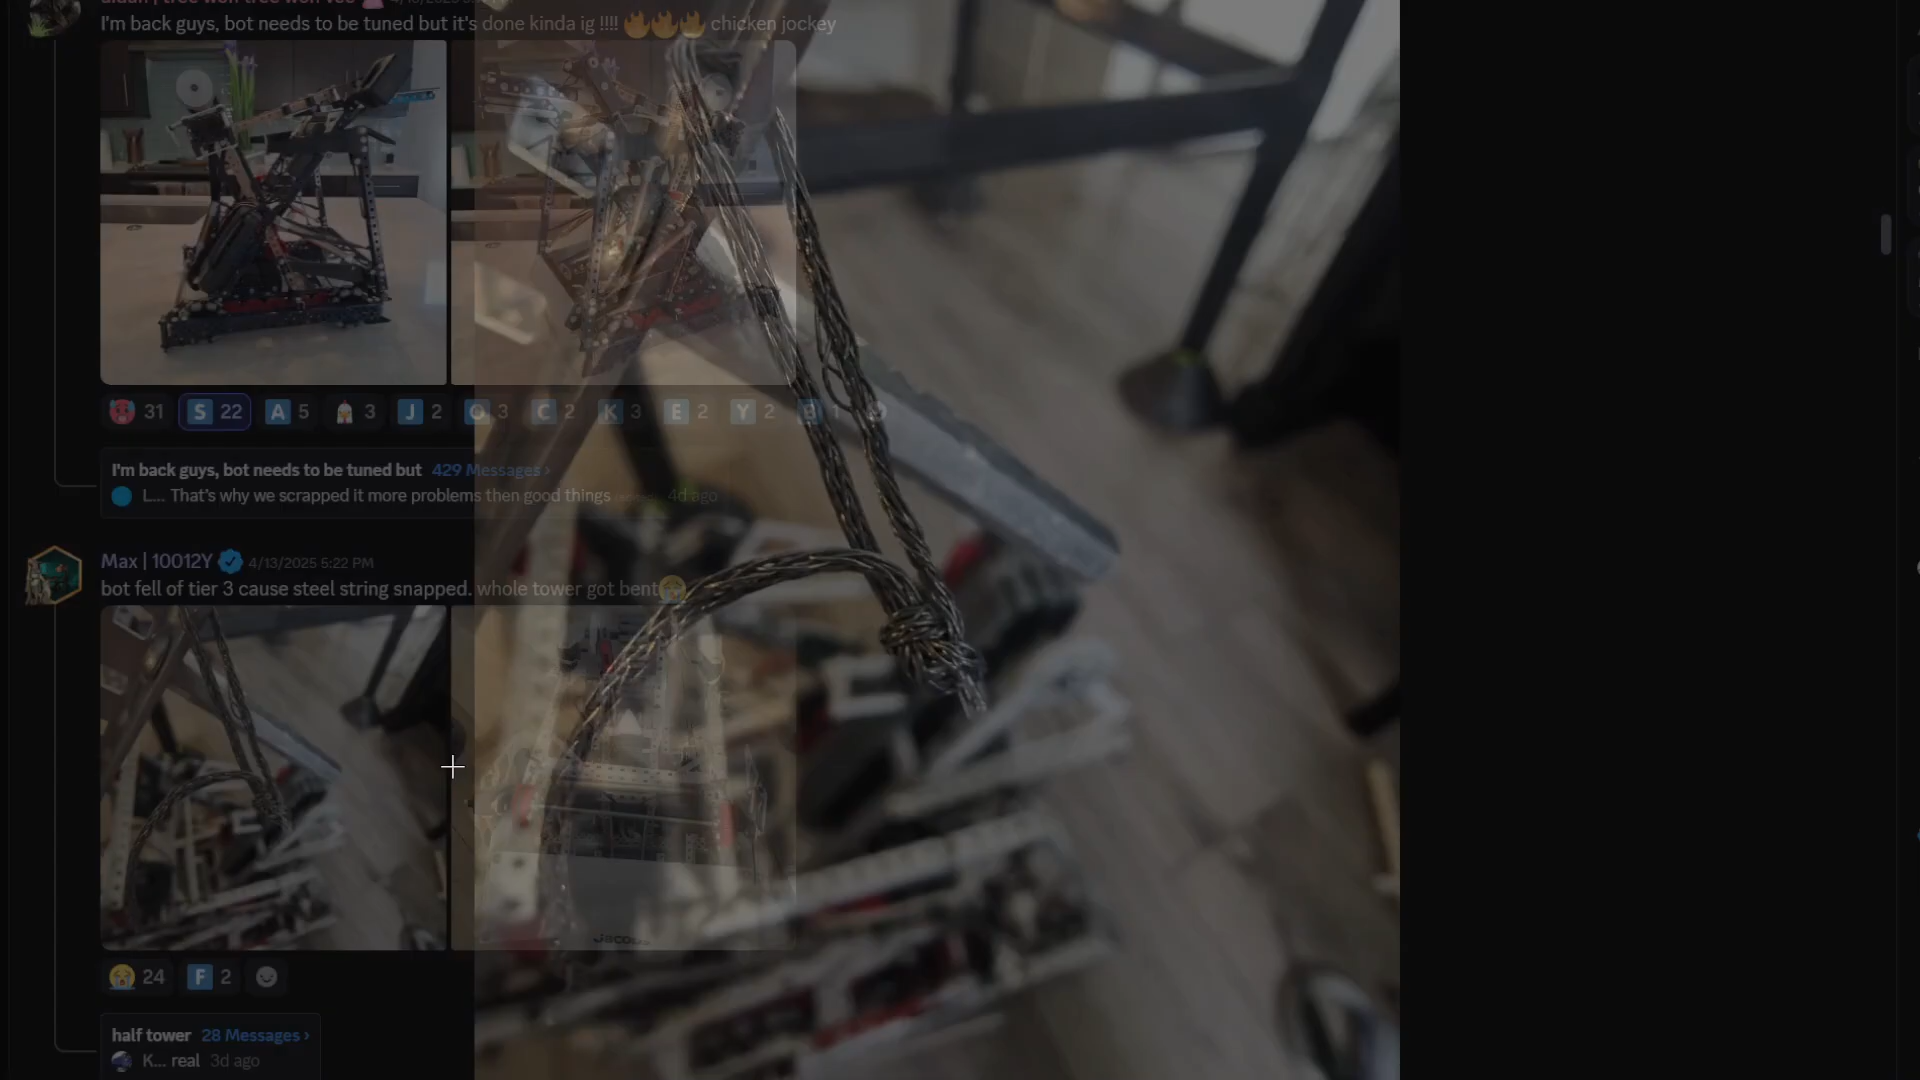 I'm back guys, bot needs to be tuned but it's done kinda ig !!!! 🔥🔥🔥 chicken jockey
31 S 22 A 5 3 J 2 O 3 C 2 K 3 E 2 Y 2 B 1
I'm back guys, bot needs to be tuned but 429 Messages ›
L... That's why we scrapped it more problems then good things (edited) 4d ago
Max | 10012Y 4/13/2025 5:22 PM
bot fell of tier 3 cause steel string snapped. whole tower got bent😭
24 F 2
half tower 28 Messages ›
K... real 3d ago